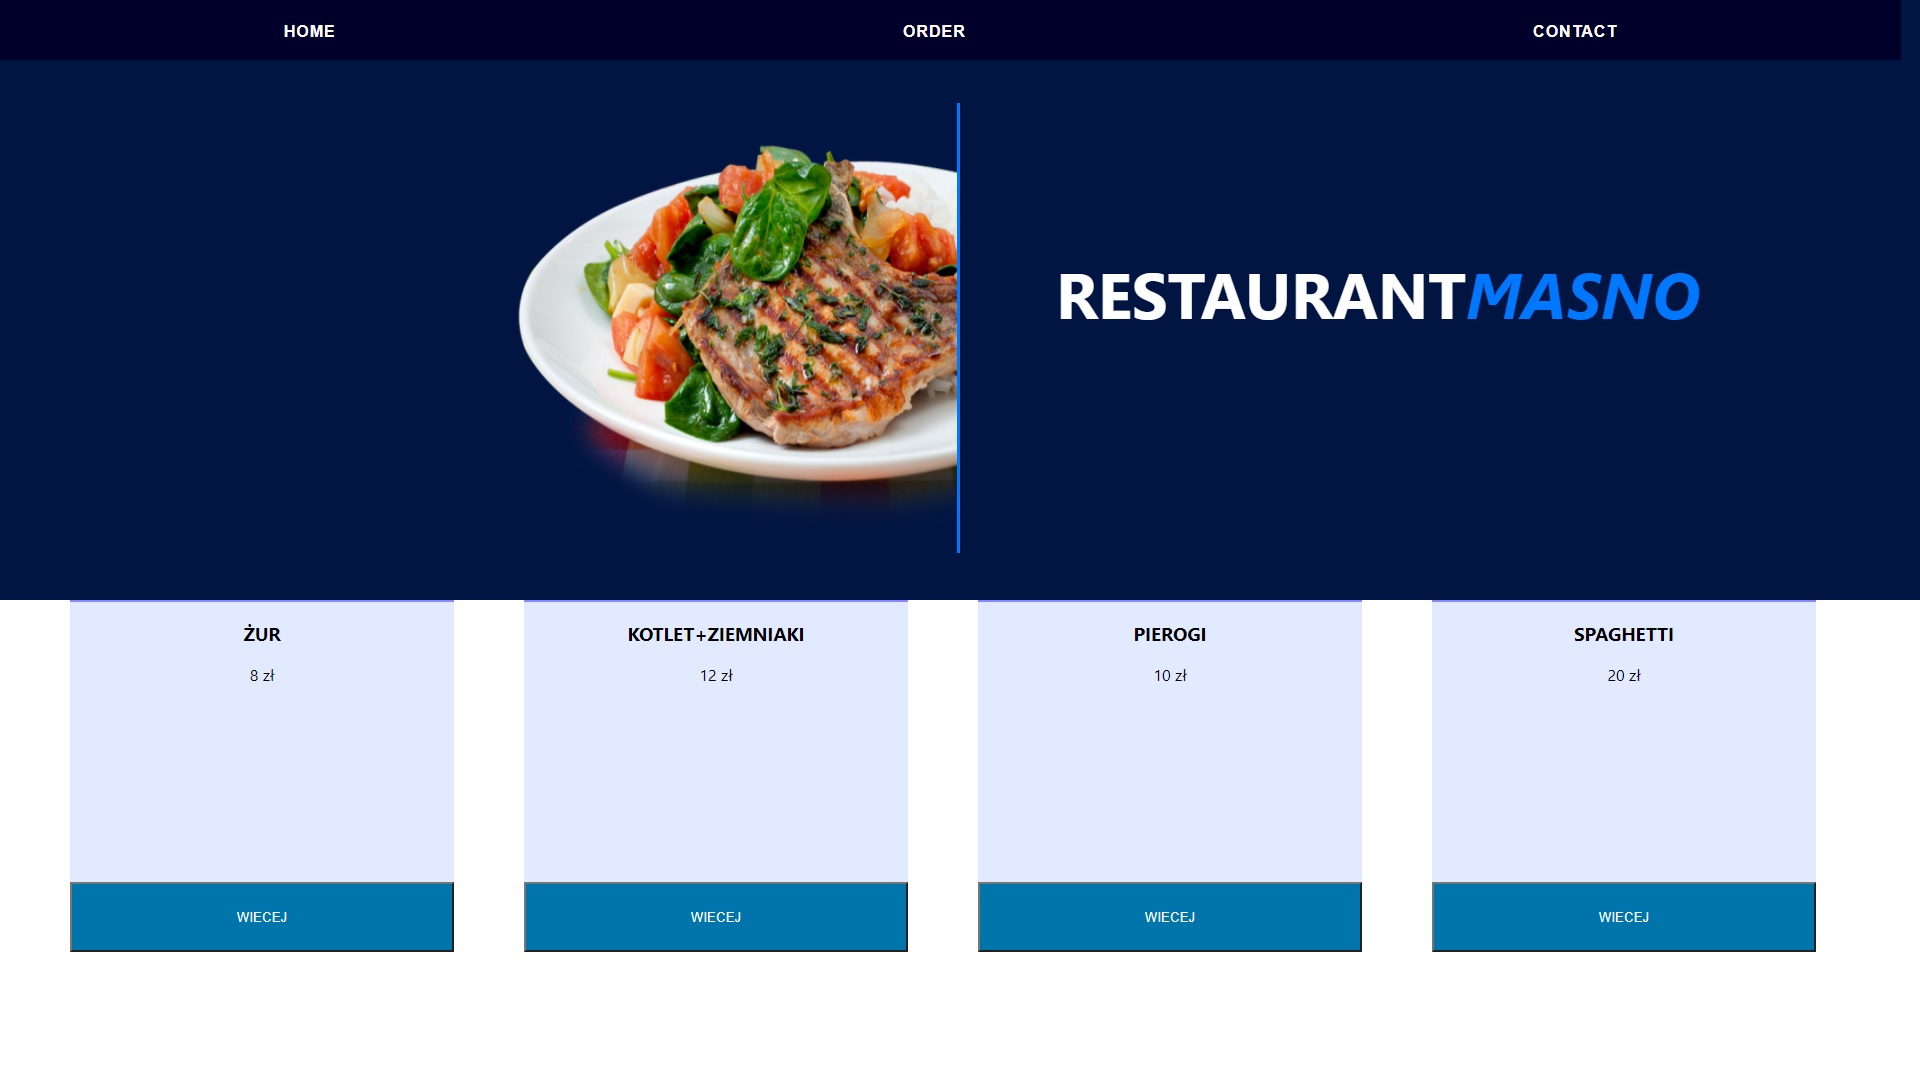 HOME ORDER CONTACT
RESTAURANTMASNO
ŻUR KOTLET+ZIEMNIAKI PIEROGI SPAGHETTI
8 zł 12 zł 10 zł 20 zł
WIECEJ WIECEJ WIECEJ WIECEJ